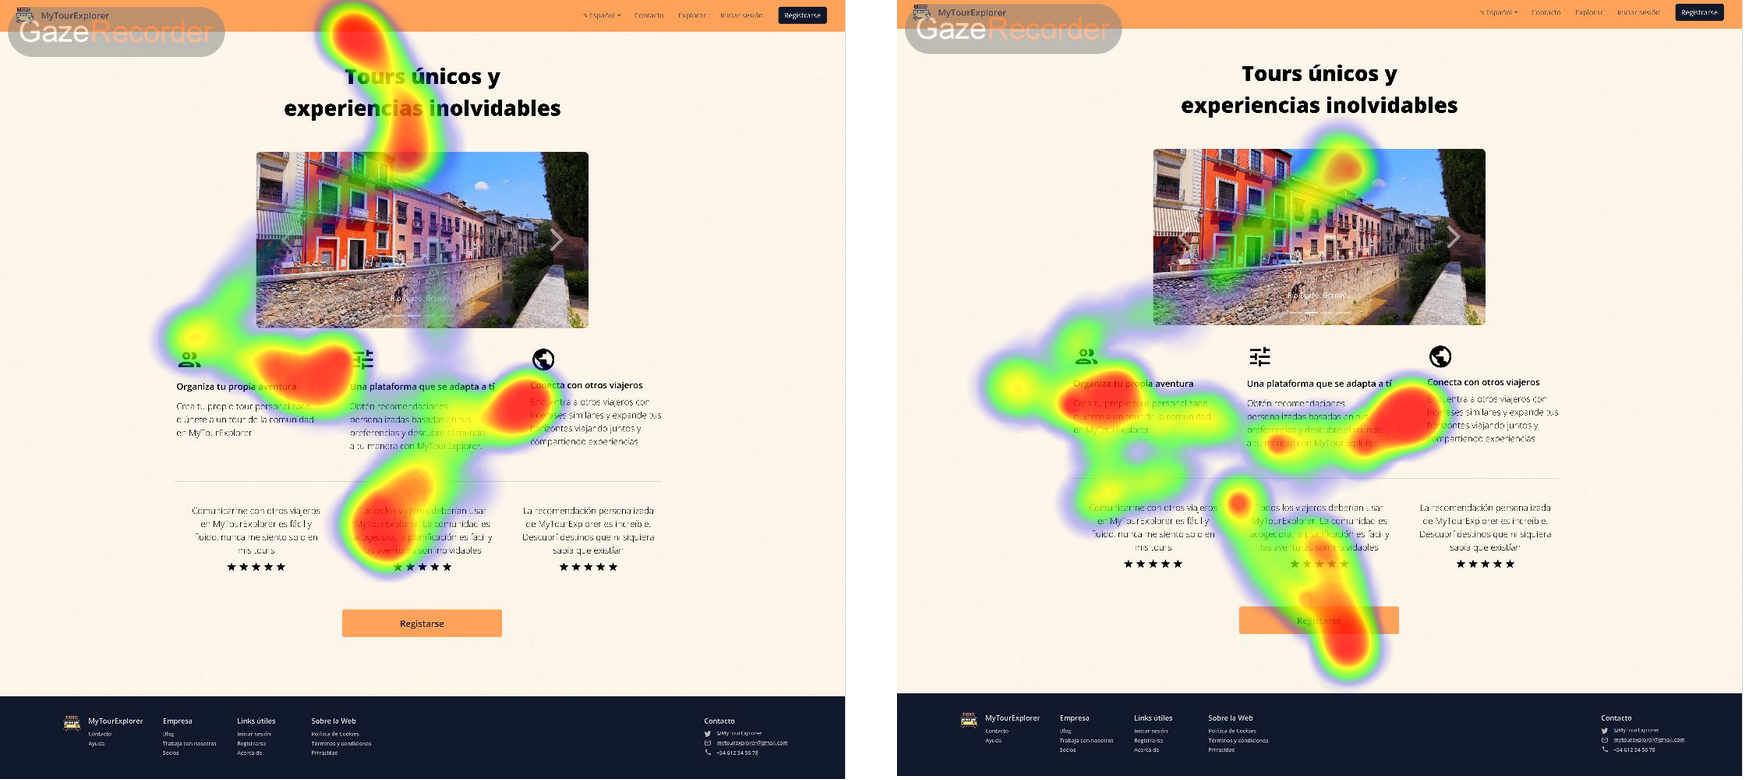 MyTourExplorer
Español Contacto Explorar Iniciar sesión Registrarse
GazeRecorder
Tours únicos y
experiencias inolvidables
Organiza tu propia aventura
Crea tu propio tour personalizado
o únete a un tour de la comunidad
en MyTourExplorer
Una plataforma que se adapta a tí
Obtén recomendaciones
personalizadas basadas en tus
preferencias y descubre el mundo
a tu manera con MyTourExplorer.
Conecta con otros viajeros
Encuentra a otros viajeros con
intereses similares y expande tus
horizontes viajando juntos y
compartiendo experiencias
Comunicarme con otros viajeros
en MyTourExplorer es fácil y
fluido, nunca me siento solo en
mis tours
Todos los viajeros deberían usar
MyTourExplorer. La comunidad es
acogedora, la planificación es fácil y
las aventuras son inolvidables
La recomendación personalizada
de MyTourExplorer es increíble.
Descubrí destinos que ni siquiera
sabía que existían
Registrarse
MyTourExplorer
Contacto
Ayuda
Empresa
Blog
Trabaja con nosotros
Socios
Links útiles
Iniciar sesión
Registrarse
Acerca de
Sobre la Web
Política de Cookies
Términos y condiciones
Privacidad
Contacto
@MyTourExplorer
mytourexplorer@gmail.com
+34 612 34 56 78
MyTourExplorer
Español Contacto Explorar Iniciar sesión Registrarse
GazeRecorder
Tours únicos y
experiencias inolvidables
Organiza tu propia aventura
Crea tu propio tour personalizado
o únete a un tour de la comunidad
en MyTourExplorer
Una plataforma que se adapta a tí
Obtén recomendaciones
personalizadas basadas en tus
preferencias y descubre el mundo
a tu manera con MyTourExplorer.
Conecta con otros viajeros
Encuentra a otros viajeros con
intereses similares y expande tus
horizontes viajando juntos y
compartiendo experiencias
Comunicarme con otros viajeros
en MyTourExplorer es fácil y
fluido, nunca me siento solo en
mis tours
Todos los viajeros deberían usar
MyTourExplorer. La comunidad es
acogedora, la planificación es fácil y
las aventuras son inolvidables
La recomendación personalizada
de MyTourExplorer es increíble.
Descubrí destinos que ni siquiera
sabía que existían
Registrarse
MyTourExplorer
Contacto
Ayuda
Empresa
Blog
Trabaja con nosotros
Socios
Links útiles
Iniciar sesión
Registrarse
Acerca de
Sobre la Web
Política de Cookies
Términos y condiciones
Privacidad
Contacto
@MyTourExplorer
mytourexplorer@gmail.com
+34 612 34 56 78